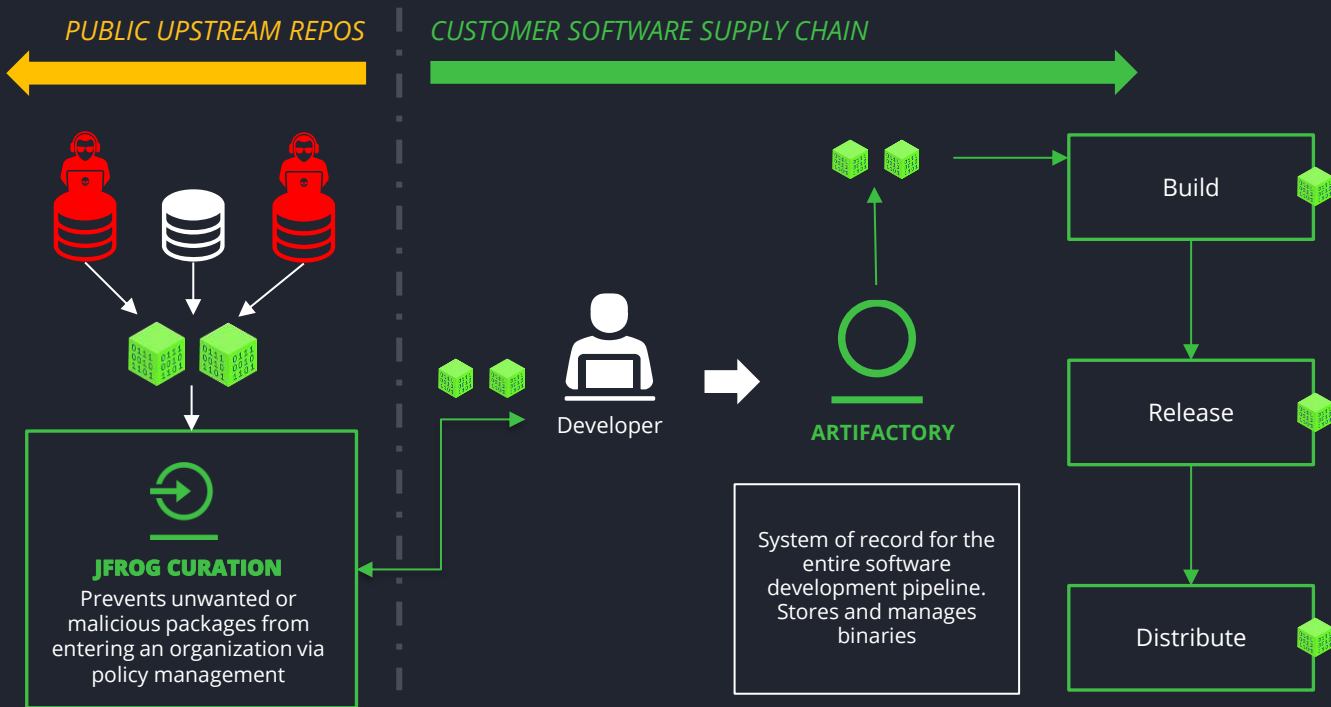 PUBLIC UPSTREAM REPOS
CUSTOMER SOFTWARE SUPPLY CHAIN
Build
Developer
ARTIFACTORY
Release
JFROG CURATION
Prevents unwanted or
malicious packages from
entering an organization via
policy management
System of record for the
entire software
development pipeline.
Stores and manages
binaries
Distribute